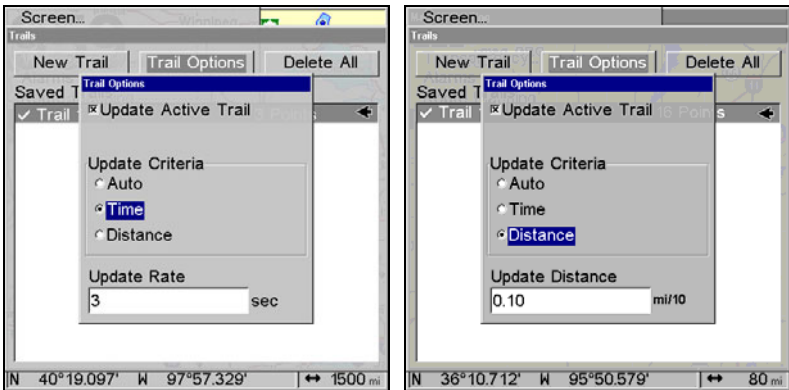 Screen...
Trails
New Trail Trail Options Delete All
Trail Options
Saved T
Update Active Trail
Trail
Points
Update Criteria
Auto
Time
Distance
Update Rate
3 sec
N 40°19.097' W 97°57.329' 1500 mi
Screen...
Trails
New Trail Trail Options Delete All
Trail Options
Saved T
Update Active Trail
Trail
16 Points
Update Criteria
Auto
Time
Distance
Update Distance
0.10 mi/10
N 36°10.712' W 95°50.579' 80 mi